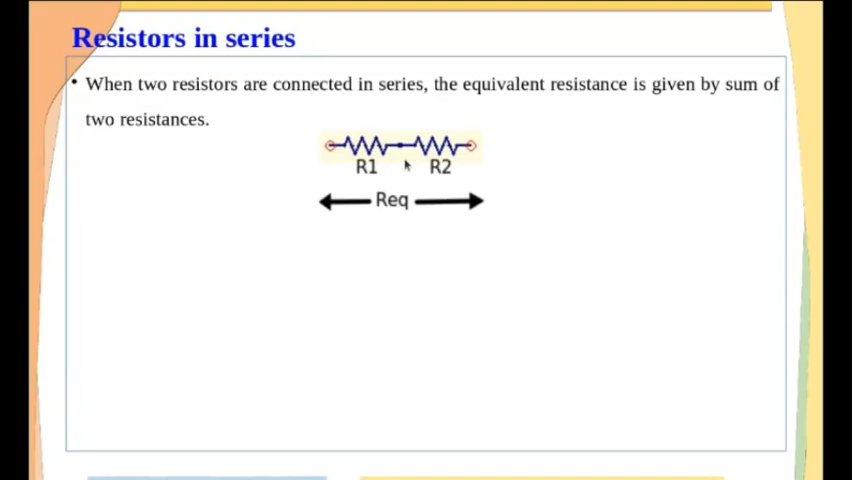 Resistors in series
• When two resistors are connected in series, the equivalent resistance is given by sum of
two resistances.
R1 R2
Req